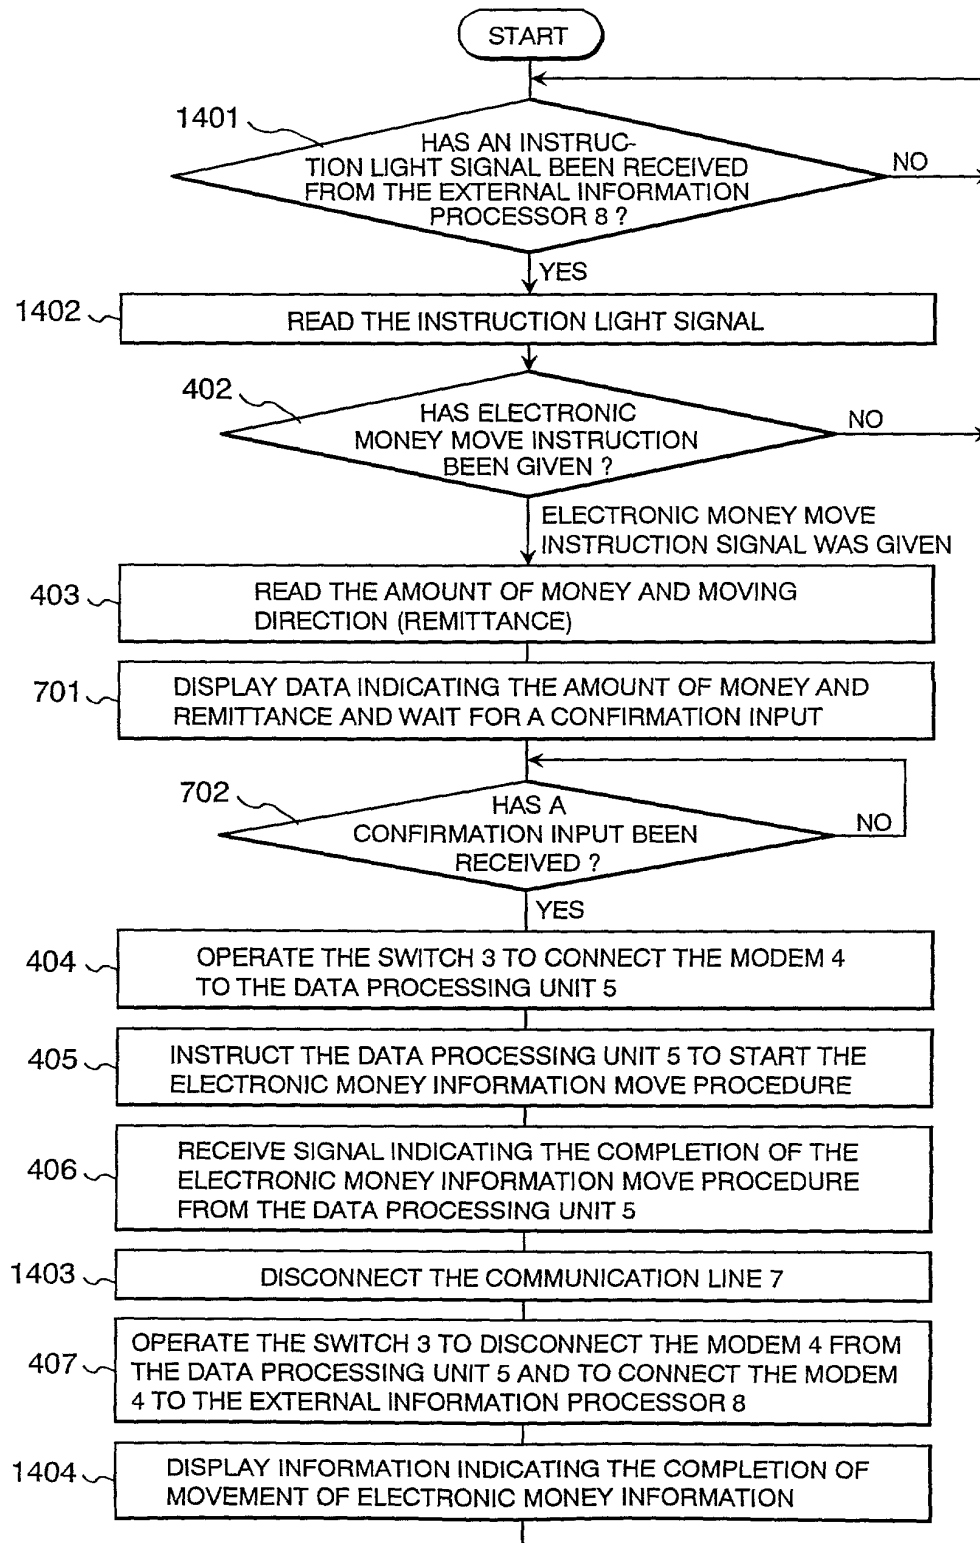 START
1401
HAS AN INSTRUC-
TION LIGHT SIGNAL BEEN RECEIVED
FROM THE EXTERNAL INFORMATION
PROCESSOR 8 ?
NO
YES
1402
READ THE INSTRUCTION LIGHT SIGNAL
402
HAS ELECTRONIC
MONEY MOVE INSTRUCTION
BEEN GIVEN ?
NO
ELECTRONIC MONEY MOVE
INSTRUCTION SIGNAL WAS GIVEN
403
READ THE AMOUNT OF MONEY AND MOVING
DIRECTION (REMITTANCE)
701
DISPLAY DATA INDICATING THE AMOUNT OF MONEY AND
REMITTANCE AND WAIT FOR A CONFIRMATION INPUT
702
HAS A
CONFIRMATION INPUT BEEN
RECEIVED ?
NO
YES
404
OPERATE THE SWITCH 3 TO CONNECT THE MODEM 4
TO THE DATA PROCESSING UNIT 5
405
INSTRUCT THE DATA PROCESSING UNIT 5 TO START THE
ELECTRONIC MONEY INFORMATION MOVE PROCEDURE
406
RECEIVE SIGNAL INDICATING THE COMPLETION OF THE
ELECTRONIC MONEY INFORMATION MOVE PROCEDURE
FROM THE DATA PROCESSING UNIT 5
1403
DISCONNECT THE COMMUNICATION LINE 7
407
OPERATE THE SWITCH 3 TO DISCONNECT THE MODEM 4 FROM
THE DATA PROCESSING UNIT 5 AND TO CONNECT THE MODEM
4 TO THE EXTERNAL INFORMATION PROCESSOR 8
1404
DISPLAY INFORMATION INDICATING THE COMPLETION OF
MOVEMENT OF ELECTRONIC MONEY INFORMATION